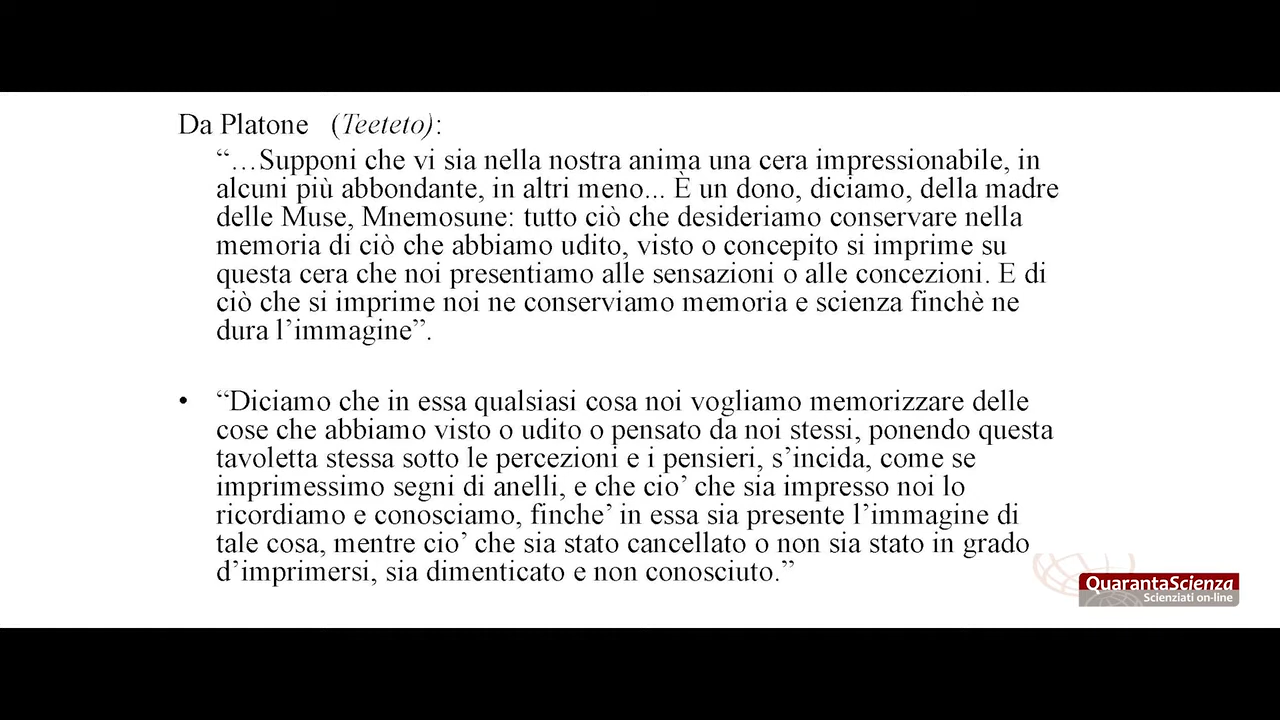 Da Platone (Teeteto):
“…Supponi che vi sia nella nostra anima una cera impressionabile, in
alcuni più abbondante, in altri meno... È un dono, diciamo, della madre
delle Muse, Mnemosune: tutto ciò che desideriamo conservare nella
memoria di ciò che abbiamo udito, visto o concepito si imprime su
questa cera che noi presentiamo alle sensazioni o alle concezioni. E di
ciò che si imprime noi ne conserviamo memoria e scienza finchè ne
dura l’immagine”.
• “Diciamo che in essa qualsiasi cosa noi vogliamo memorizzare delle
cose che abbiamo visto o udito o pensato da noi stessi, ponendo questa
tavoletta stessa sotto le percezioni e i pensieri, s’incida, come se
imprimessimo segni di anelli, e che cio’ che sia impresso noi lo
ricordiamo e conosciamo, finche’ in essa sia presente l’immagine di
tale cosa, mentre cio’ che sia stato cancellato o non sia stato in grado
d’imprimersi, sia dimenticato e non conosciuto.”
QuarantaScienza
Scienziati on-line